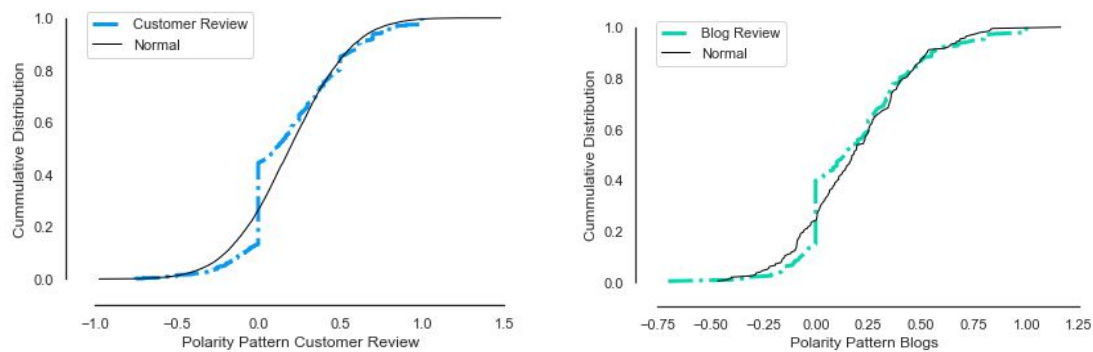 1.0
0.8
0.6
0.4
0.2
0.0
Cummulative Distribution
Customer Review
Normal
−1.0 −0.5 0.0 0.5 1.0 1.5
Polarity Pattern Customer Review
1.0
0.8
0.6
0.4
0.2
0.0
Cummulative Distribution
Blog Review
Normal
−0.75 −0.50 −0.25 0.00 0.25 0.50 0.75 1.00 1.25
Polarity Pattern Blogs